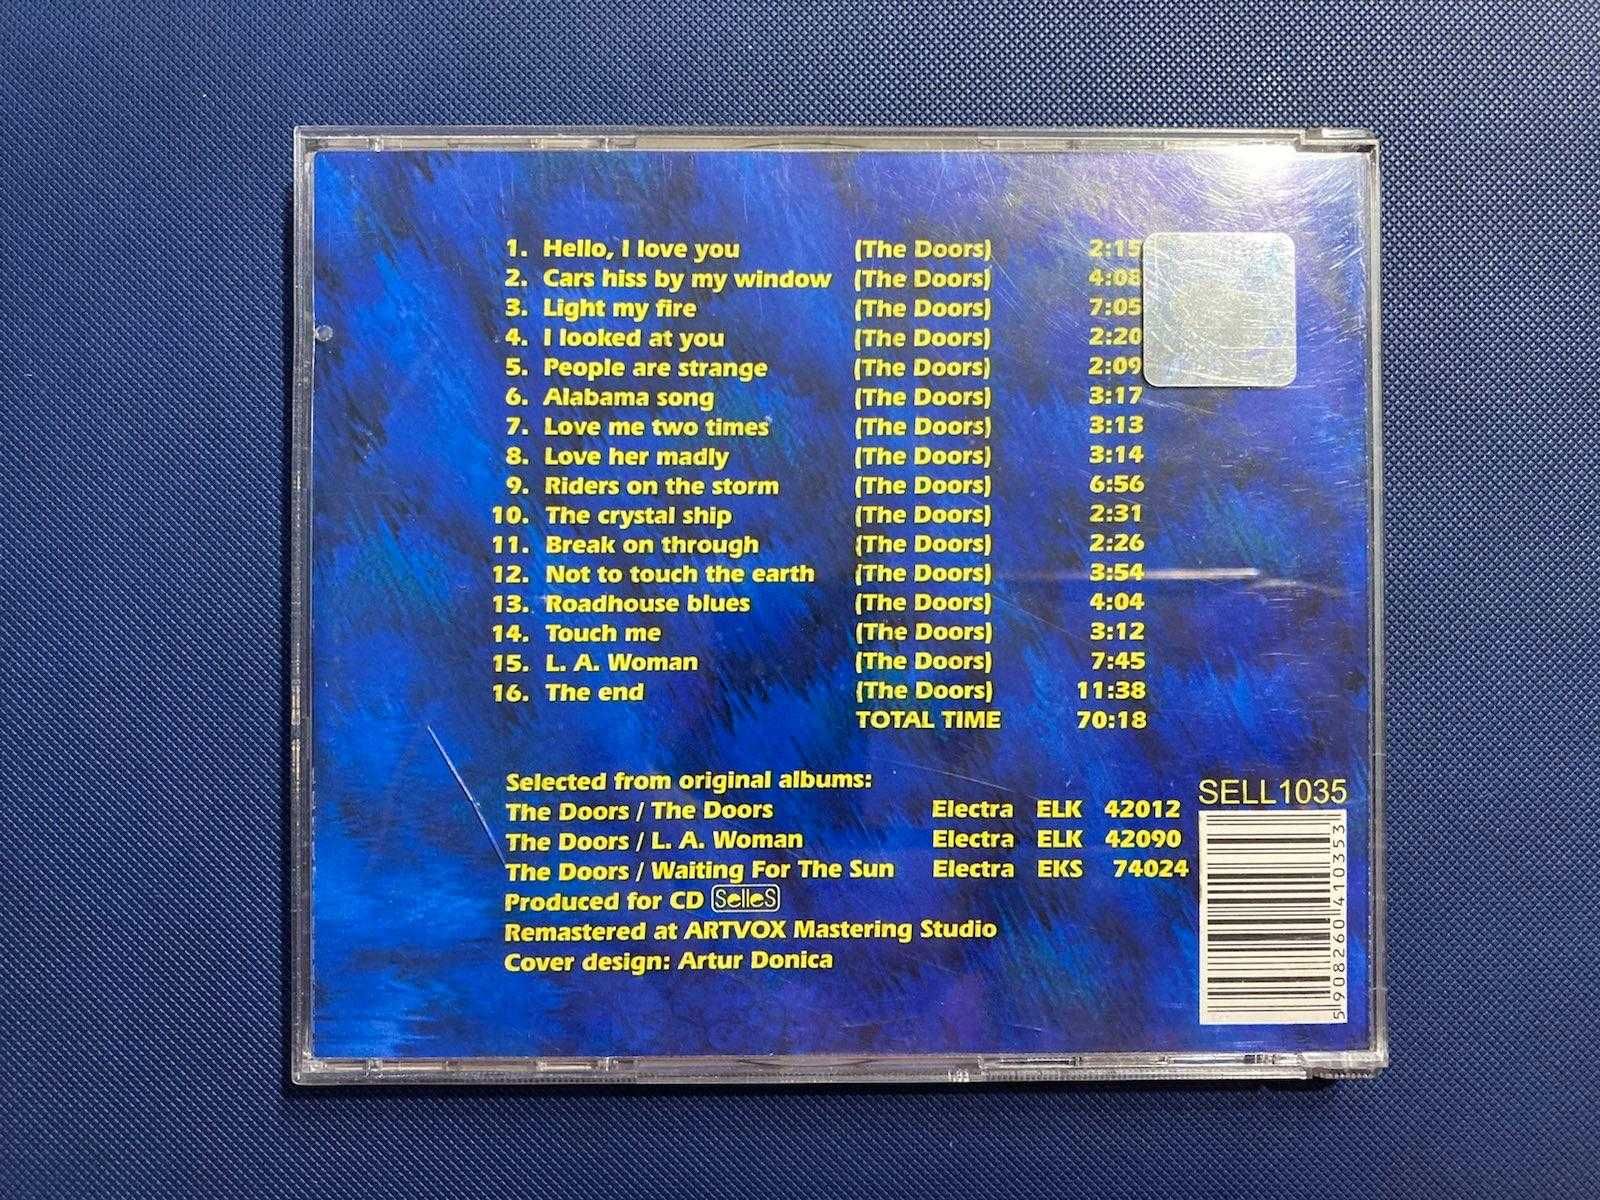 1. Hello, I love you (The Doors) 2:15
2. Cars hiss by my window (The Doors) 4:08
3. Light my fire (The Doors) 7:05
4. I looked at you (The Doors) 2:20
5. People are strange (The Doors) 2:09
6. Alabama song (The Doors) 3:17
7. Love me two times (The Doors) 3:13
8. Love her madly (The Doors) 3:14
9. Riders on the storm (The Doors) 6:56
10. The crystal ship (The Doors) 2:31
11. Break on through (The Doors) 2:26
12. Not to touch the earth (The Doors) 3:54
13. Roadhouse blues (The Doors) 4:04
14. Touch me (The Doors) 3:12
15. L. A. Woman (The Doors) 7:45
16. The end (The Doors) 11:38
TOTAL TIME 70:18
Selected from original albums:
The Doors / The Doors Electra ELK 42012
The Doors / L. A. Woman Electra ELK 42090
The Doors / Waiting For The Sun Electra EKS 74024
Produced for CD SelleS
Remastered at ARTVOX Mastering Studio
Cover design: Artur Donica
SELL1035
5908260410353